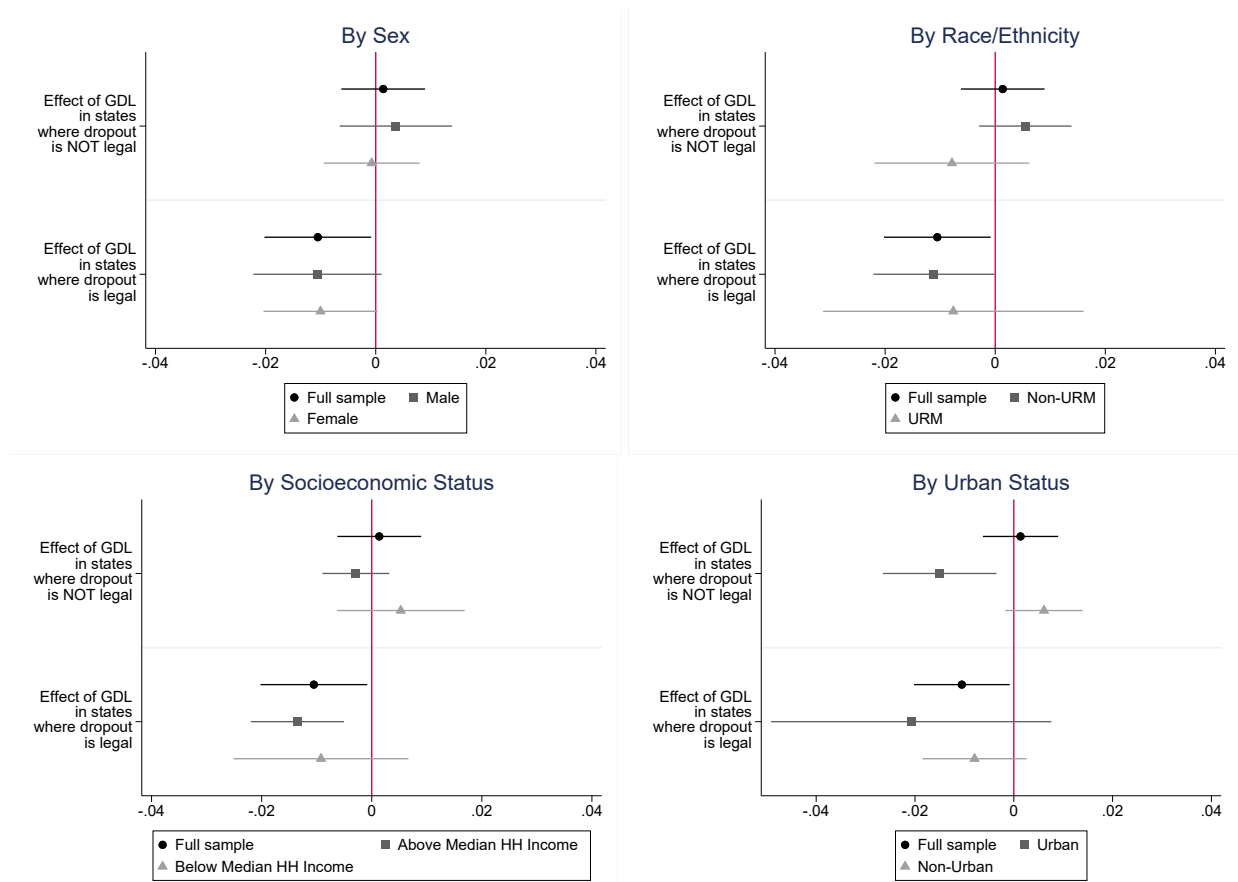 By Sex
Effect of GDL
in states
where dropout
is NOT legal
Effect of GDL
in states
where dropout
is legal
-.04 -.02 0 .02 .04
Full sample Male
Female
By Race/Ethnicity
Effect of GDL
in states
where dropout
is NOT legal
Effect of GDL
in states
where dropout
is legal
-.04 -.02 0 .02 .04
Full sample Non-URM
URM
By Socioeconomic Status
Effect of GDL
in states
where dropout
is NOT legal
Effect of GDL
in states
where dropout
is legal
-.04 -.02 0 .02 .04
Full sample Above Median HH Income
Below Median HH Income
By Urban Status
Effect of GDL
in states
where dropout
is NOT legal
Effect of GDL
in states
where dropout
is legal
-.04 -.02 0 .02 .04
Full sample Urban
Non-Urban